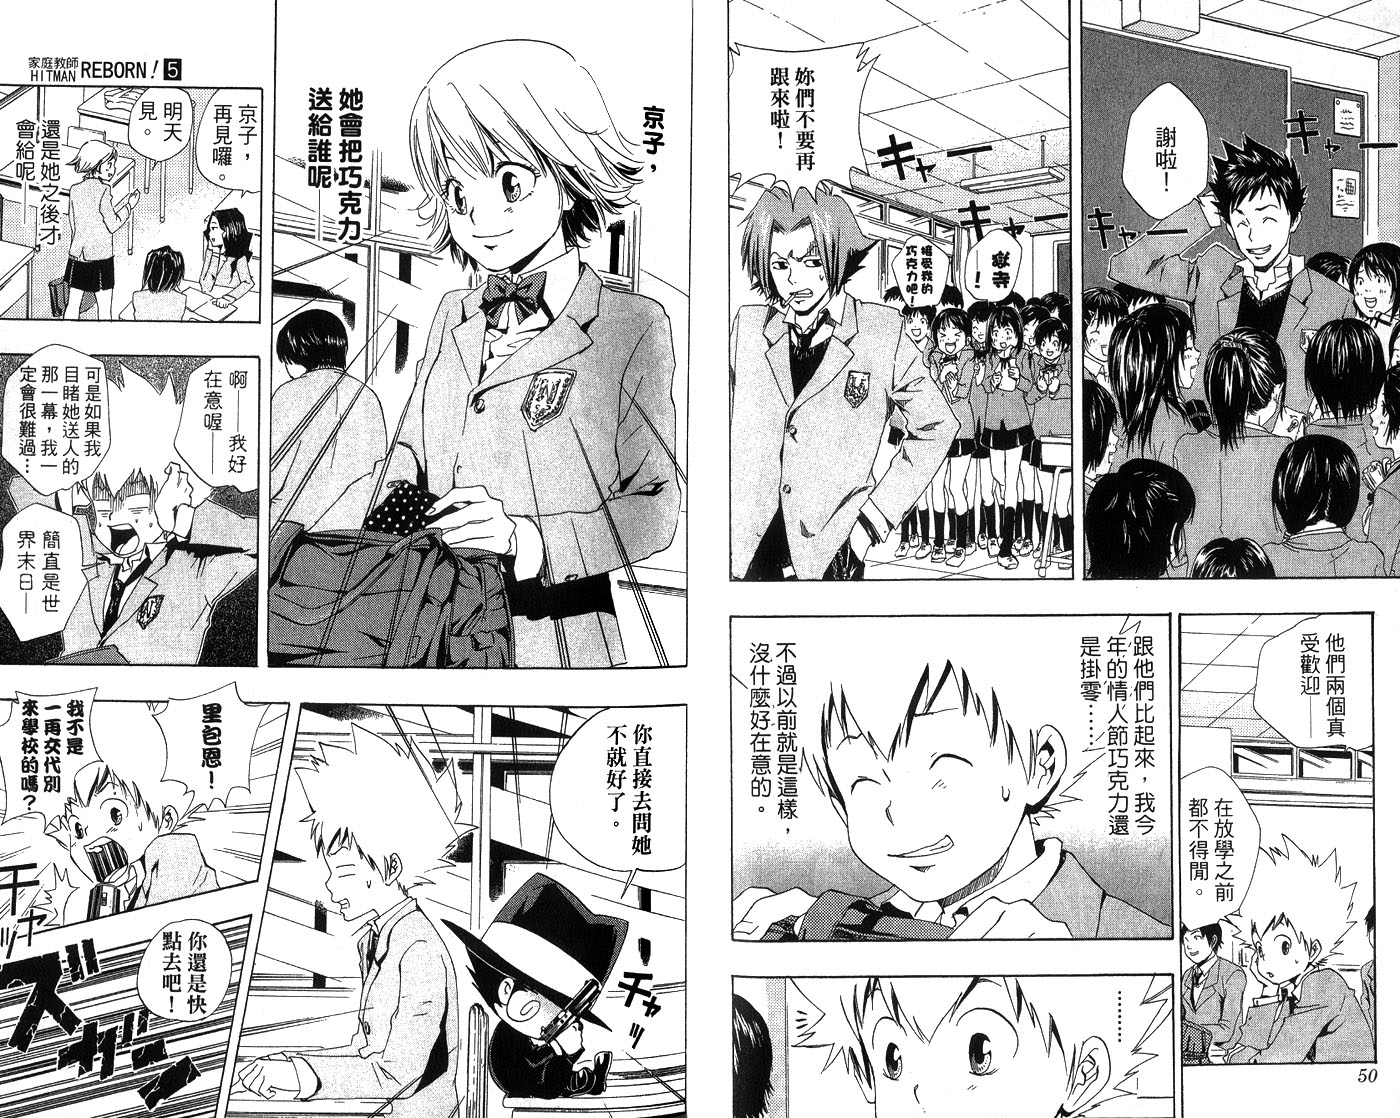 謝啦！
キャー
キャー
妳們不要再
跟來啦！
キャー
キャー
獄寺
！
接受我的
巧克力吧！
他們兩個真
受歡迎——
在放學之前
都不得閒。
跟他們比起來，我今
年的情人節巧克力還
是掛零……
不過以前就是這樣，
沒什麼好在意的。
………
50
家庭教師
HITMAN REBORN! 5
京子，
她會把巧克力
送給誰呢——
京子，
再見囉。
明天
見。
還是她之後才
會給呢——
啊——我好
在意喔——
可是如果我
目睹她送人的
那一幕，我一
定會很難過…
簡直是世
界末日—
你直接去問她
不就好了。
チャ
里包恩！
我不是
一再交代別
來學校的嗎？
チャ
你還是快
點去吧！
ズガガン